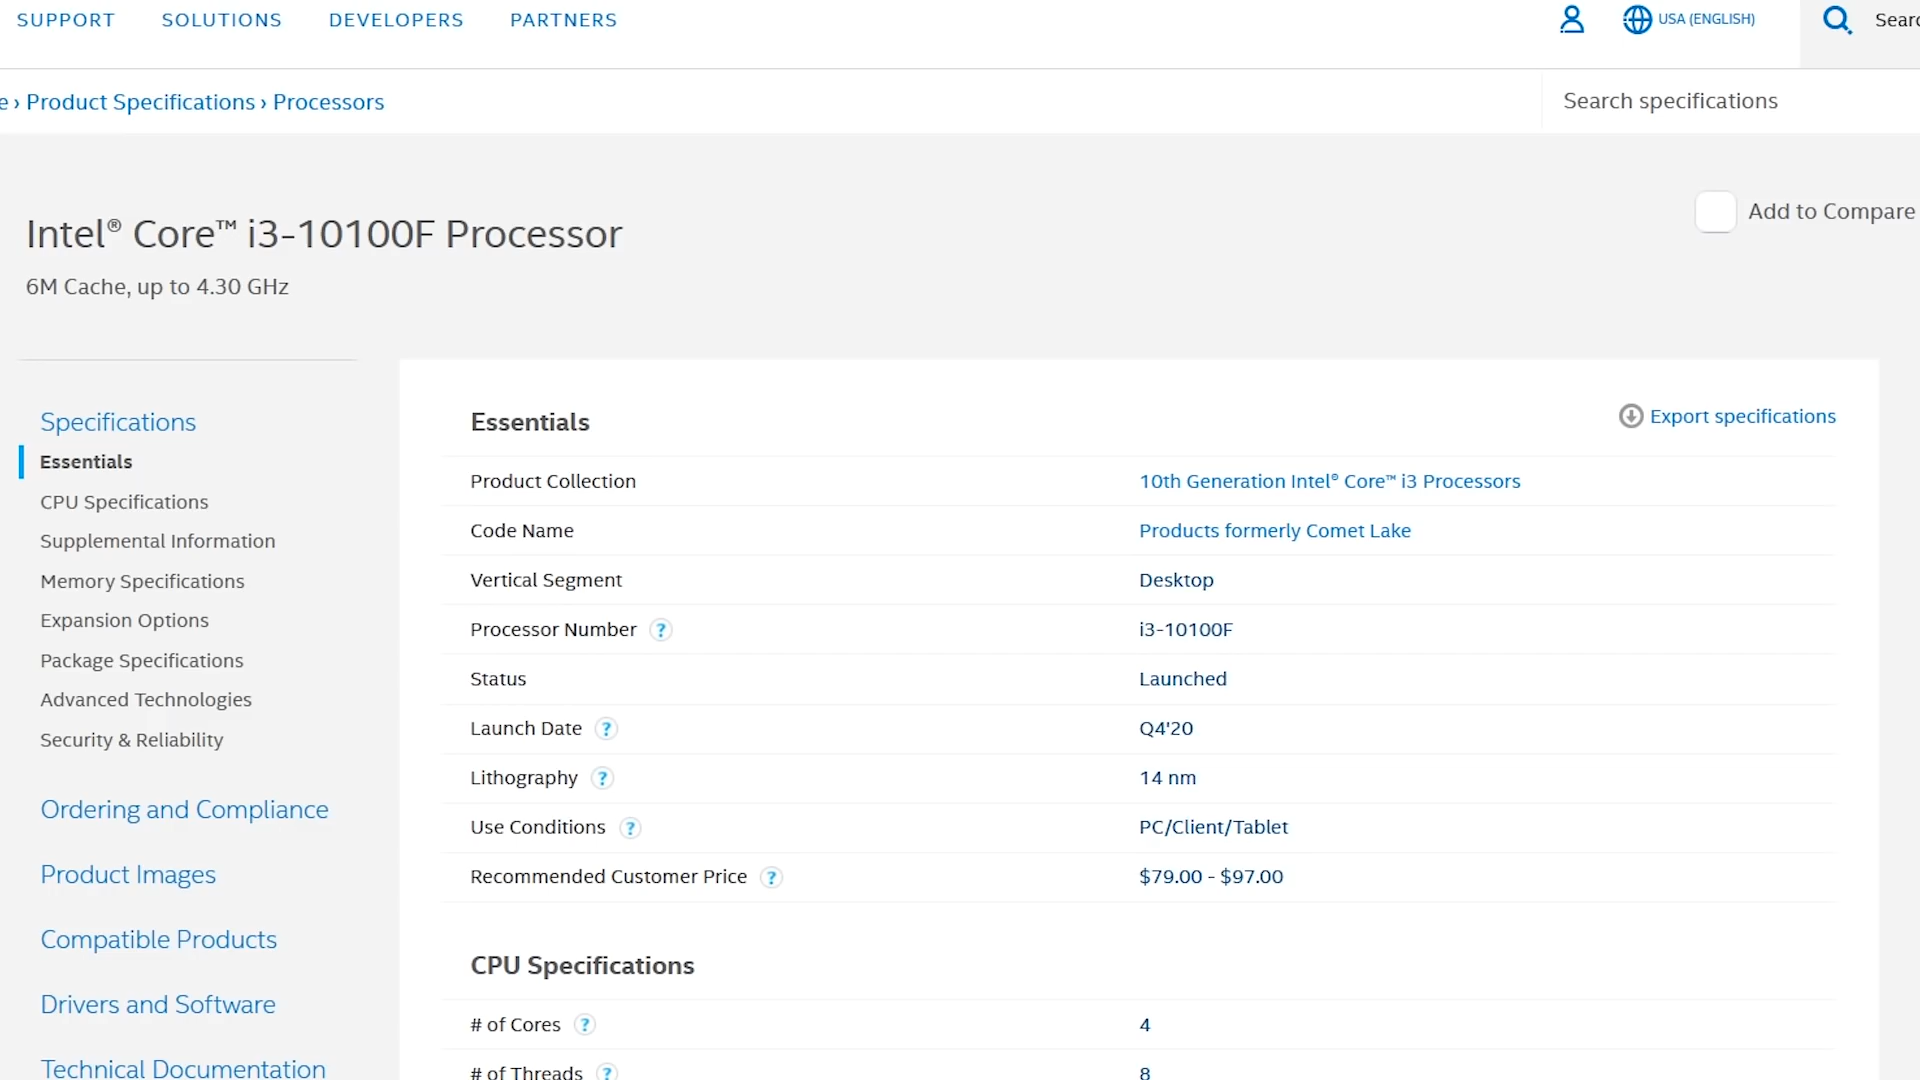 SUPPORT SOLUTIONS DEVELOPERS PARTNERS USA (ENGLISH)
e › Product Specifications › Processors Search specifications
Intel® Core™ i3-10100F Processor Add to Compare
6M Cache, up to 4.30 GHz
Specifications
Essentials
CPU Specifications
Supplemental Information
Memory Specifications
Expansion Options
Package Specifications
Advanced Technologies
Security & Reliability
Ordering and Compliance
Product Images
Compatible Products
Drivers and Software
Technical Documentation
Essentials Export specifications
Product Collection 10th Generation Intel® Core™ i3 Processors
Code Name Products formerly Comet Lake
Vertical Segment Desktop
Processor Number ? i3-10100F
Status Launched
Launch Date ? Q4'20
Lithography ? 14 nm
Use Conditions ? PC/Client/Tablet
Recommended Customer Price ? $79.00 - $97.00
CPU Specifications
# of Cores ? 4
# of Threads ? 8